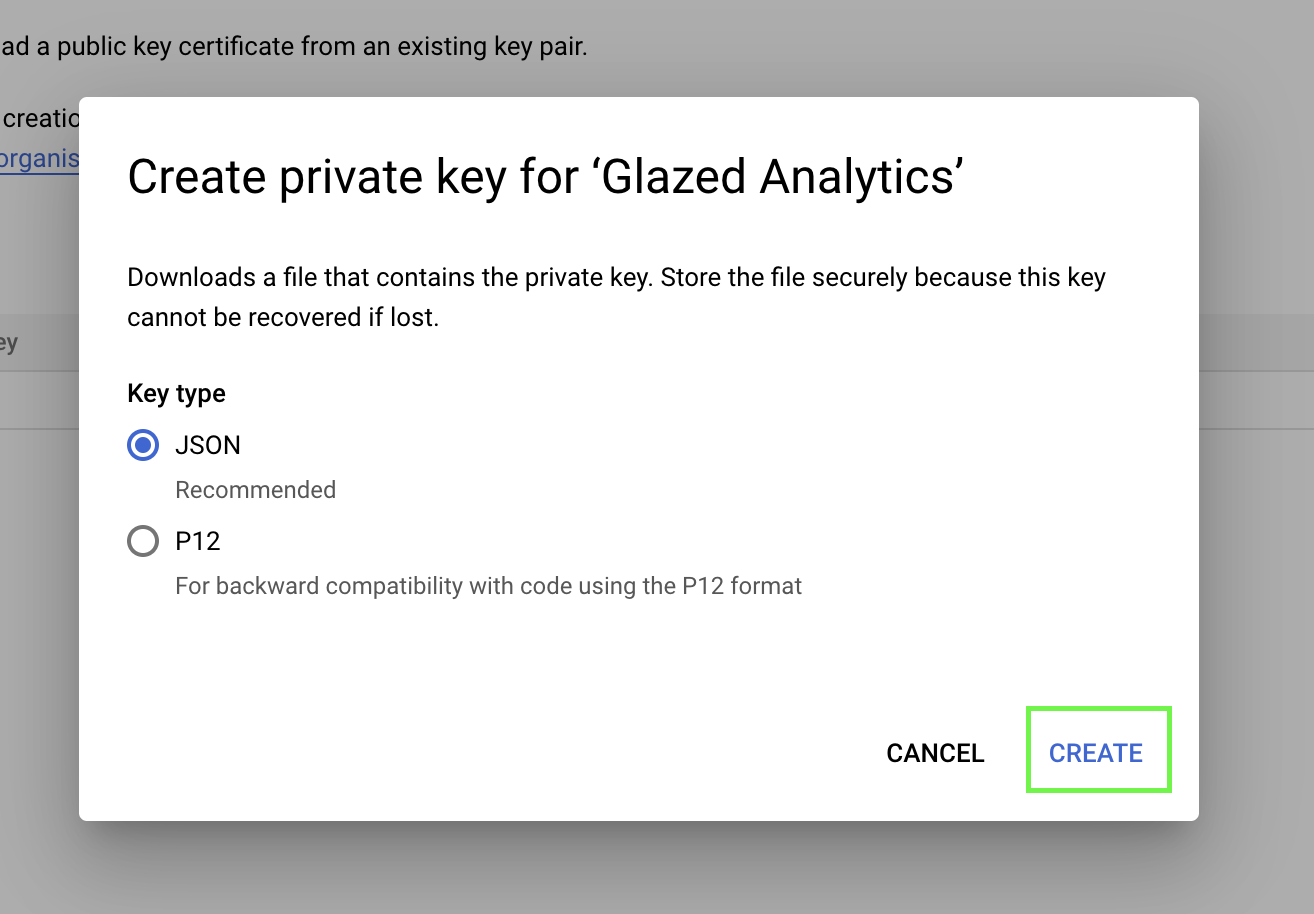 ad a public key certificate from an existing key pair.
creatio
organis
Create private key for ‘Glazed Analytics’
Downloads a file that contains the private key. Store the file securely because this key
cannot be recovered if lost.
ey
Key type
JSON
Recommended
P12
For backward compatibility with code using the P12 format
CANCEL CREATE